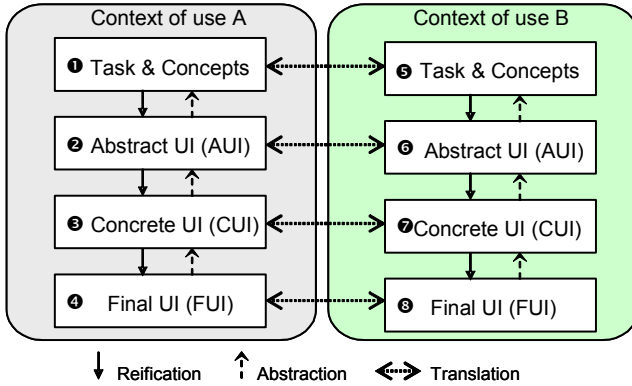 Context of use A
❶ Task & Concepts
❷ Abstract UI (AUI)
❸ Concrete UI (CUI)
❹ Final UI (FUI)
Context of use B
❺ Task & Concepts
❻ Abstract UI (AUI)
❼Concrete UI (CUI)
❽ Final UI (FUI)
Reification
Abstraction
Translation